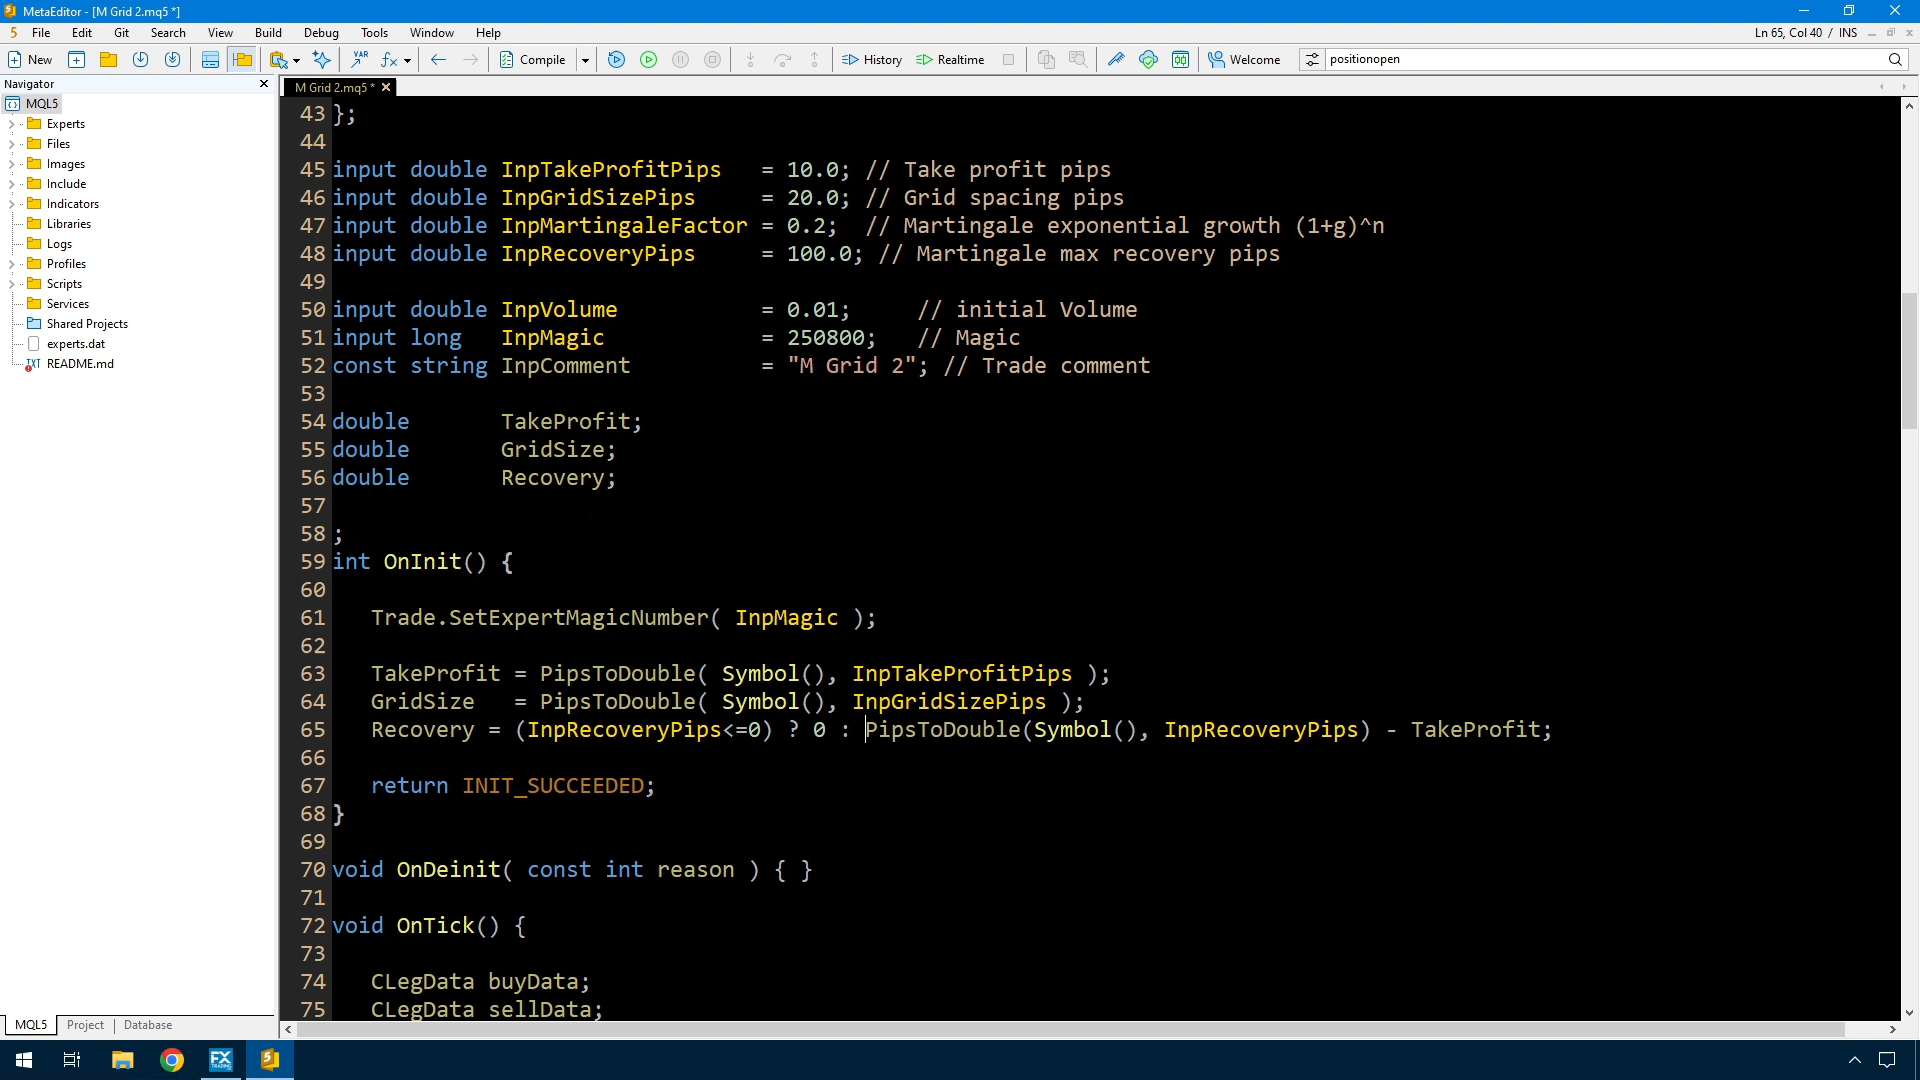 MetaEditor - [M Grid 2.mq5 *]
File Edit Git Search View Build Debug Tools Window Help
Ln 65, Col 40 / INS
New Compile History Realtime Welcome positionopen
Navigator
M Grid 2.mq5 *
MQL5
Experts
Files
Images
Include
Indicators
Libraries
Logs
Profiles
Scripts
Services
Shared Projects
experts.dat
README.md
43 };
44
45 input double InpTakeProfitPips = 10.0; // Take profit pips
46 input double InpGridSizePips = 20.0; // Grid spacing pips
47 input double InpMartingaleFactor = 0.2; // Martingale exponential growth (1+g)^n
48 input double InpRecoveryPips = 100.0; // Martingale max recovery pips
49
50 input double InpVolume = 0.01; // initial Volume
51 input long InpMagic = 250800; // Magic
52 const string InpComment = "M Grid 2"; // Trade comment
53
54 double TakeProfit;
55 double GridSize;
56 double Recovery;
57
58 ;
59 int OnInit() {
60
61 Trade.SetExpertMagicNumber( InpMagic );
62
63 TakeProfit = PipsToDouble( Symbol(), InpTakeProfitPips );
64 GridSize = PipsToDouble( Symbol(), InpGridSizePips );
65 Recovery = (InpRecoveryPips<=0) ? 0 : PipsToDouble(Symbol(), InpRecoveryPips) - TakeProfit;
66
67 return INIT_SUCCEEDED;
68 }
69
70 void OnDeinit( const int reason ) { }
71
72 void OnTick() {
73
74 CLegData buyData;
75 CLegData sellData;
MQL5 Project Database
FX
TRADING